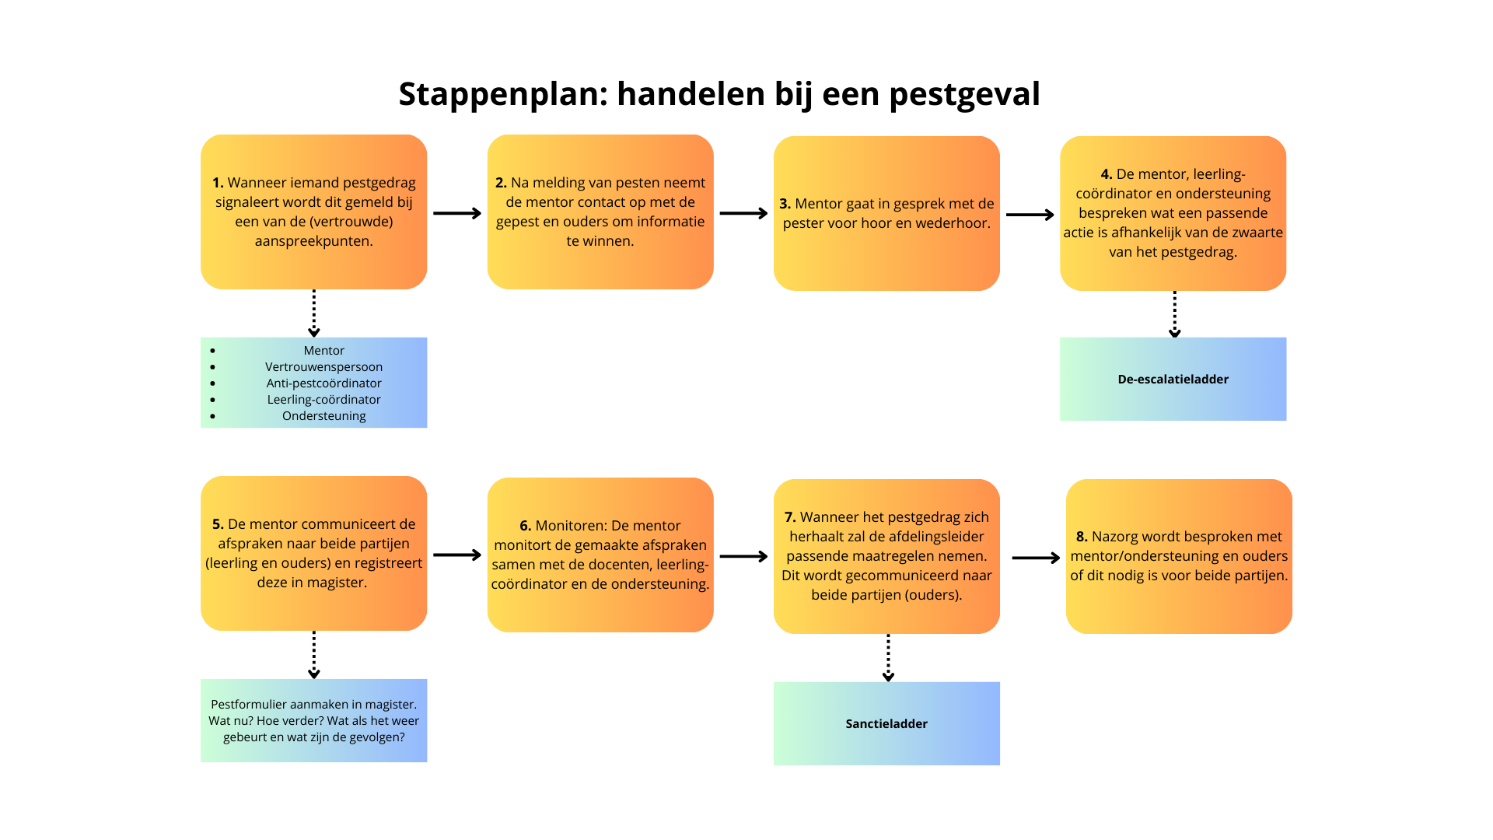 Stappenplan: handelen bij een pestgeval
1. Wanneer iemand pestgedrag
signaleert wordt dit gemeld bij
een van de (vertrouwde)
aanspreekpunten.
2. Na melding van pesten neemt
de mentor contact op met de
gepest en ouders om informatie
te winnen.
3. Mentor gaat in gesprek met de
pester voor hoor en wederhoor.
4. De mentor, leerling-
coördinator en ondersteuning
bespreken wat een passende
actie is afhankelijk van de zwaarte
van het pestgedrag.
• Mentor
• Vertrouwenspersoon
• Anti-pestcoördinator
• Leerling-coördinator
• Ondersteuning
De-escalatieladder
5. De mentor communiceert de
afspraken naar beide partijen
(leerling en ouders) en registreert
deze in magister.
6. Monitoren: De mentor
monitort de gemaakte afspraken
samen met de docenten, leerling-
coördinator en de ondersteuning.
7. Wanneer het pestgedrag zich
herhaalt zal de afdelingsleider
passende maatregelen nemen.
Dit wordt gecommuniceerd naar
beide partijen (ouders).
8. Nazorg wordt besproken met
mentor/ondersteuning en ouders
of dit nodig is voor beide partijen.
Pestformulier aanmaken in magister.
Wat nu? Hoe verder? Wat als het weer
gebeurt en wat zijn de gevolgen?
Sanctieladder